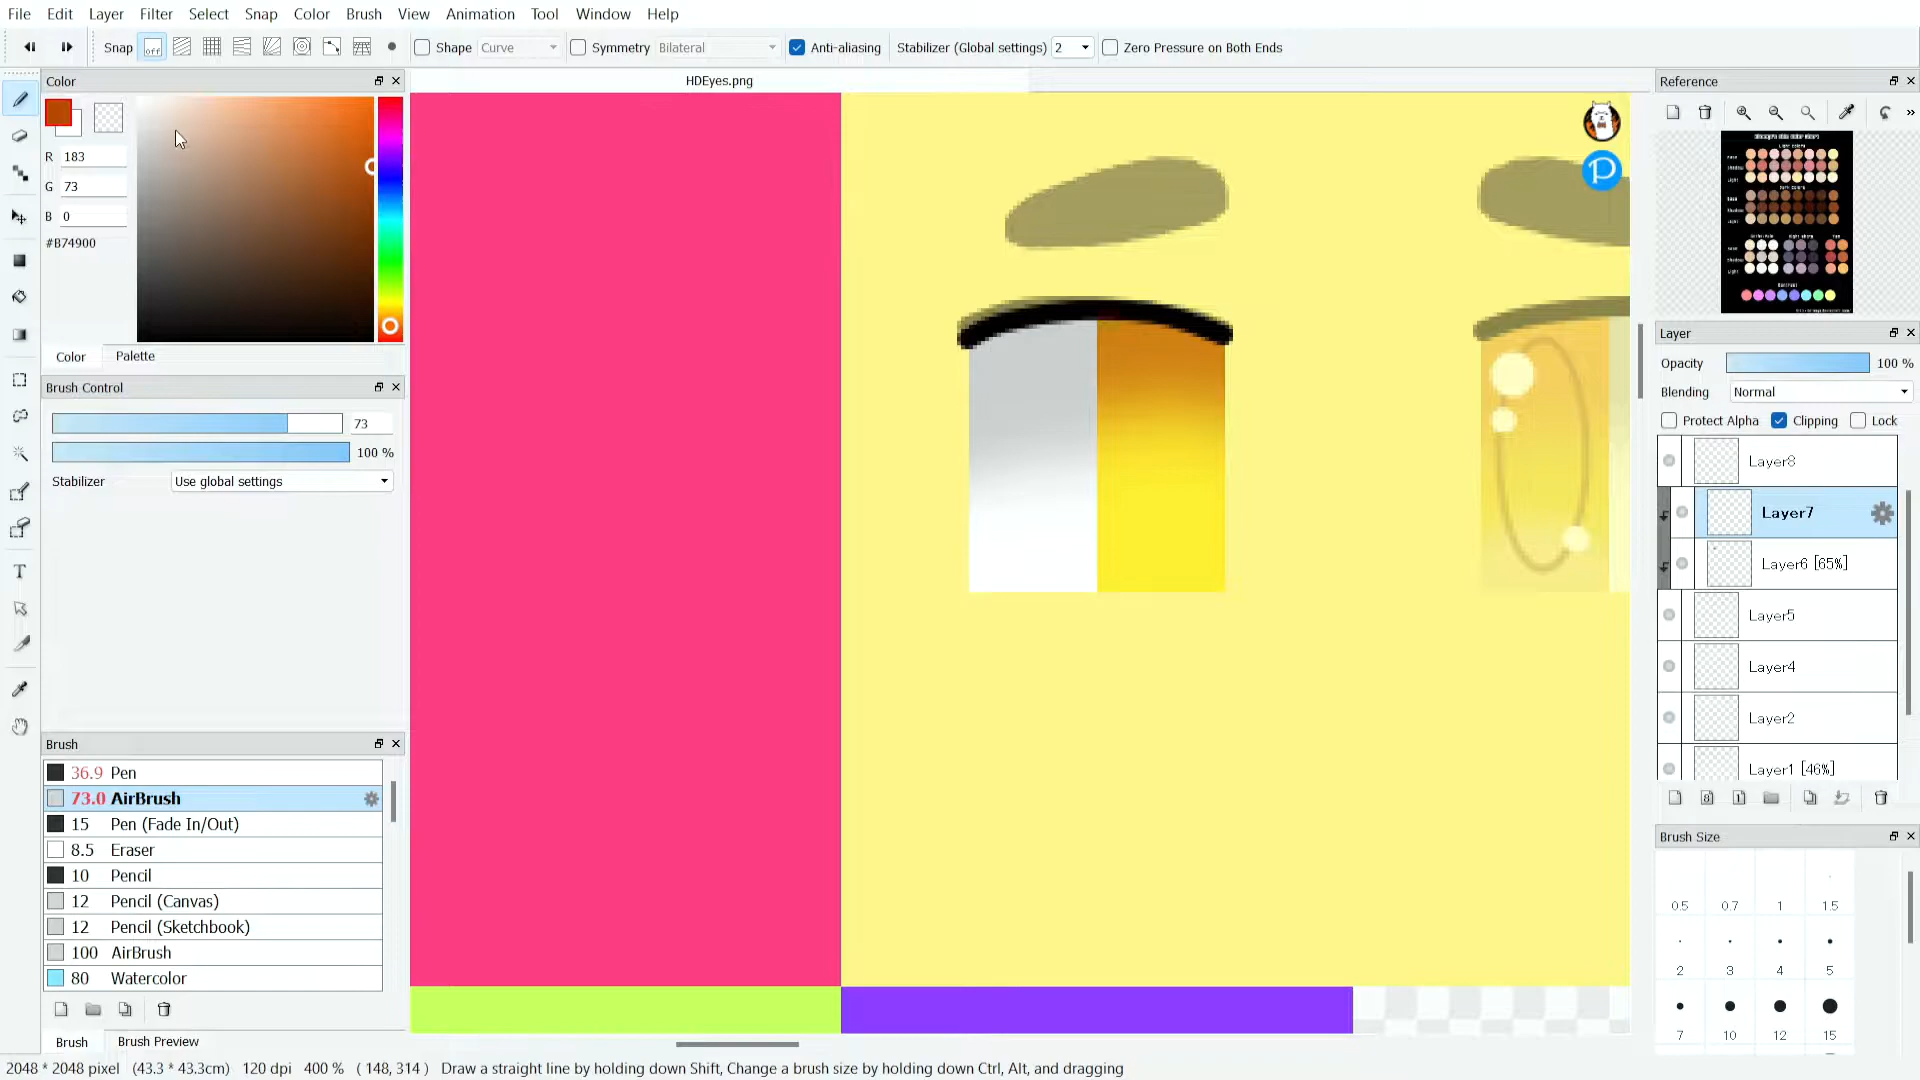 File Edit Layer Filter Select Snap Color Brush View Animation Tool Window Help
Snap off Shape Curve Symmetry Bilateral Anti-aliasing Stabilizer (Global settings) 2 Zero Pressure on Both Ends
Color
HDEyes.png
Reference
R 183
G 73
B 0
#B74900
Color Palette
Layer
Opacity 100 %
Blending Normal
Protect Alpha Clipping Lock
Brush Control
73
100 %
Stabilizer Use global settings
Layer8
Layer7
Layer6 [65%]
Layer5
Layer4
Layer2
Layer1 [46%]
Brush
36.9 Pen
73.0 AirBrush
15 Pen (Fade In/Out)
8.5 Eraser
10 Pencil
12 Pencil (Canvas)
12 Pencil (Sketchbook)
100 AirBrush
80 Watercolor
Brush Size
0.5 0.7 1 1.5
2 3 4 5
7 10 12 15
Brush Brush Preview
2048 * 2048 pixel (43.3 * 43.3cm) 120 dpi 400 % ( 148, 314 ) Draw a straight line by holding down Shift, Change a brush size by holding down Ctrl, Alt, and dragging